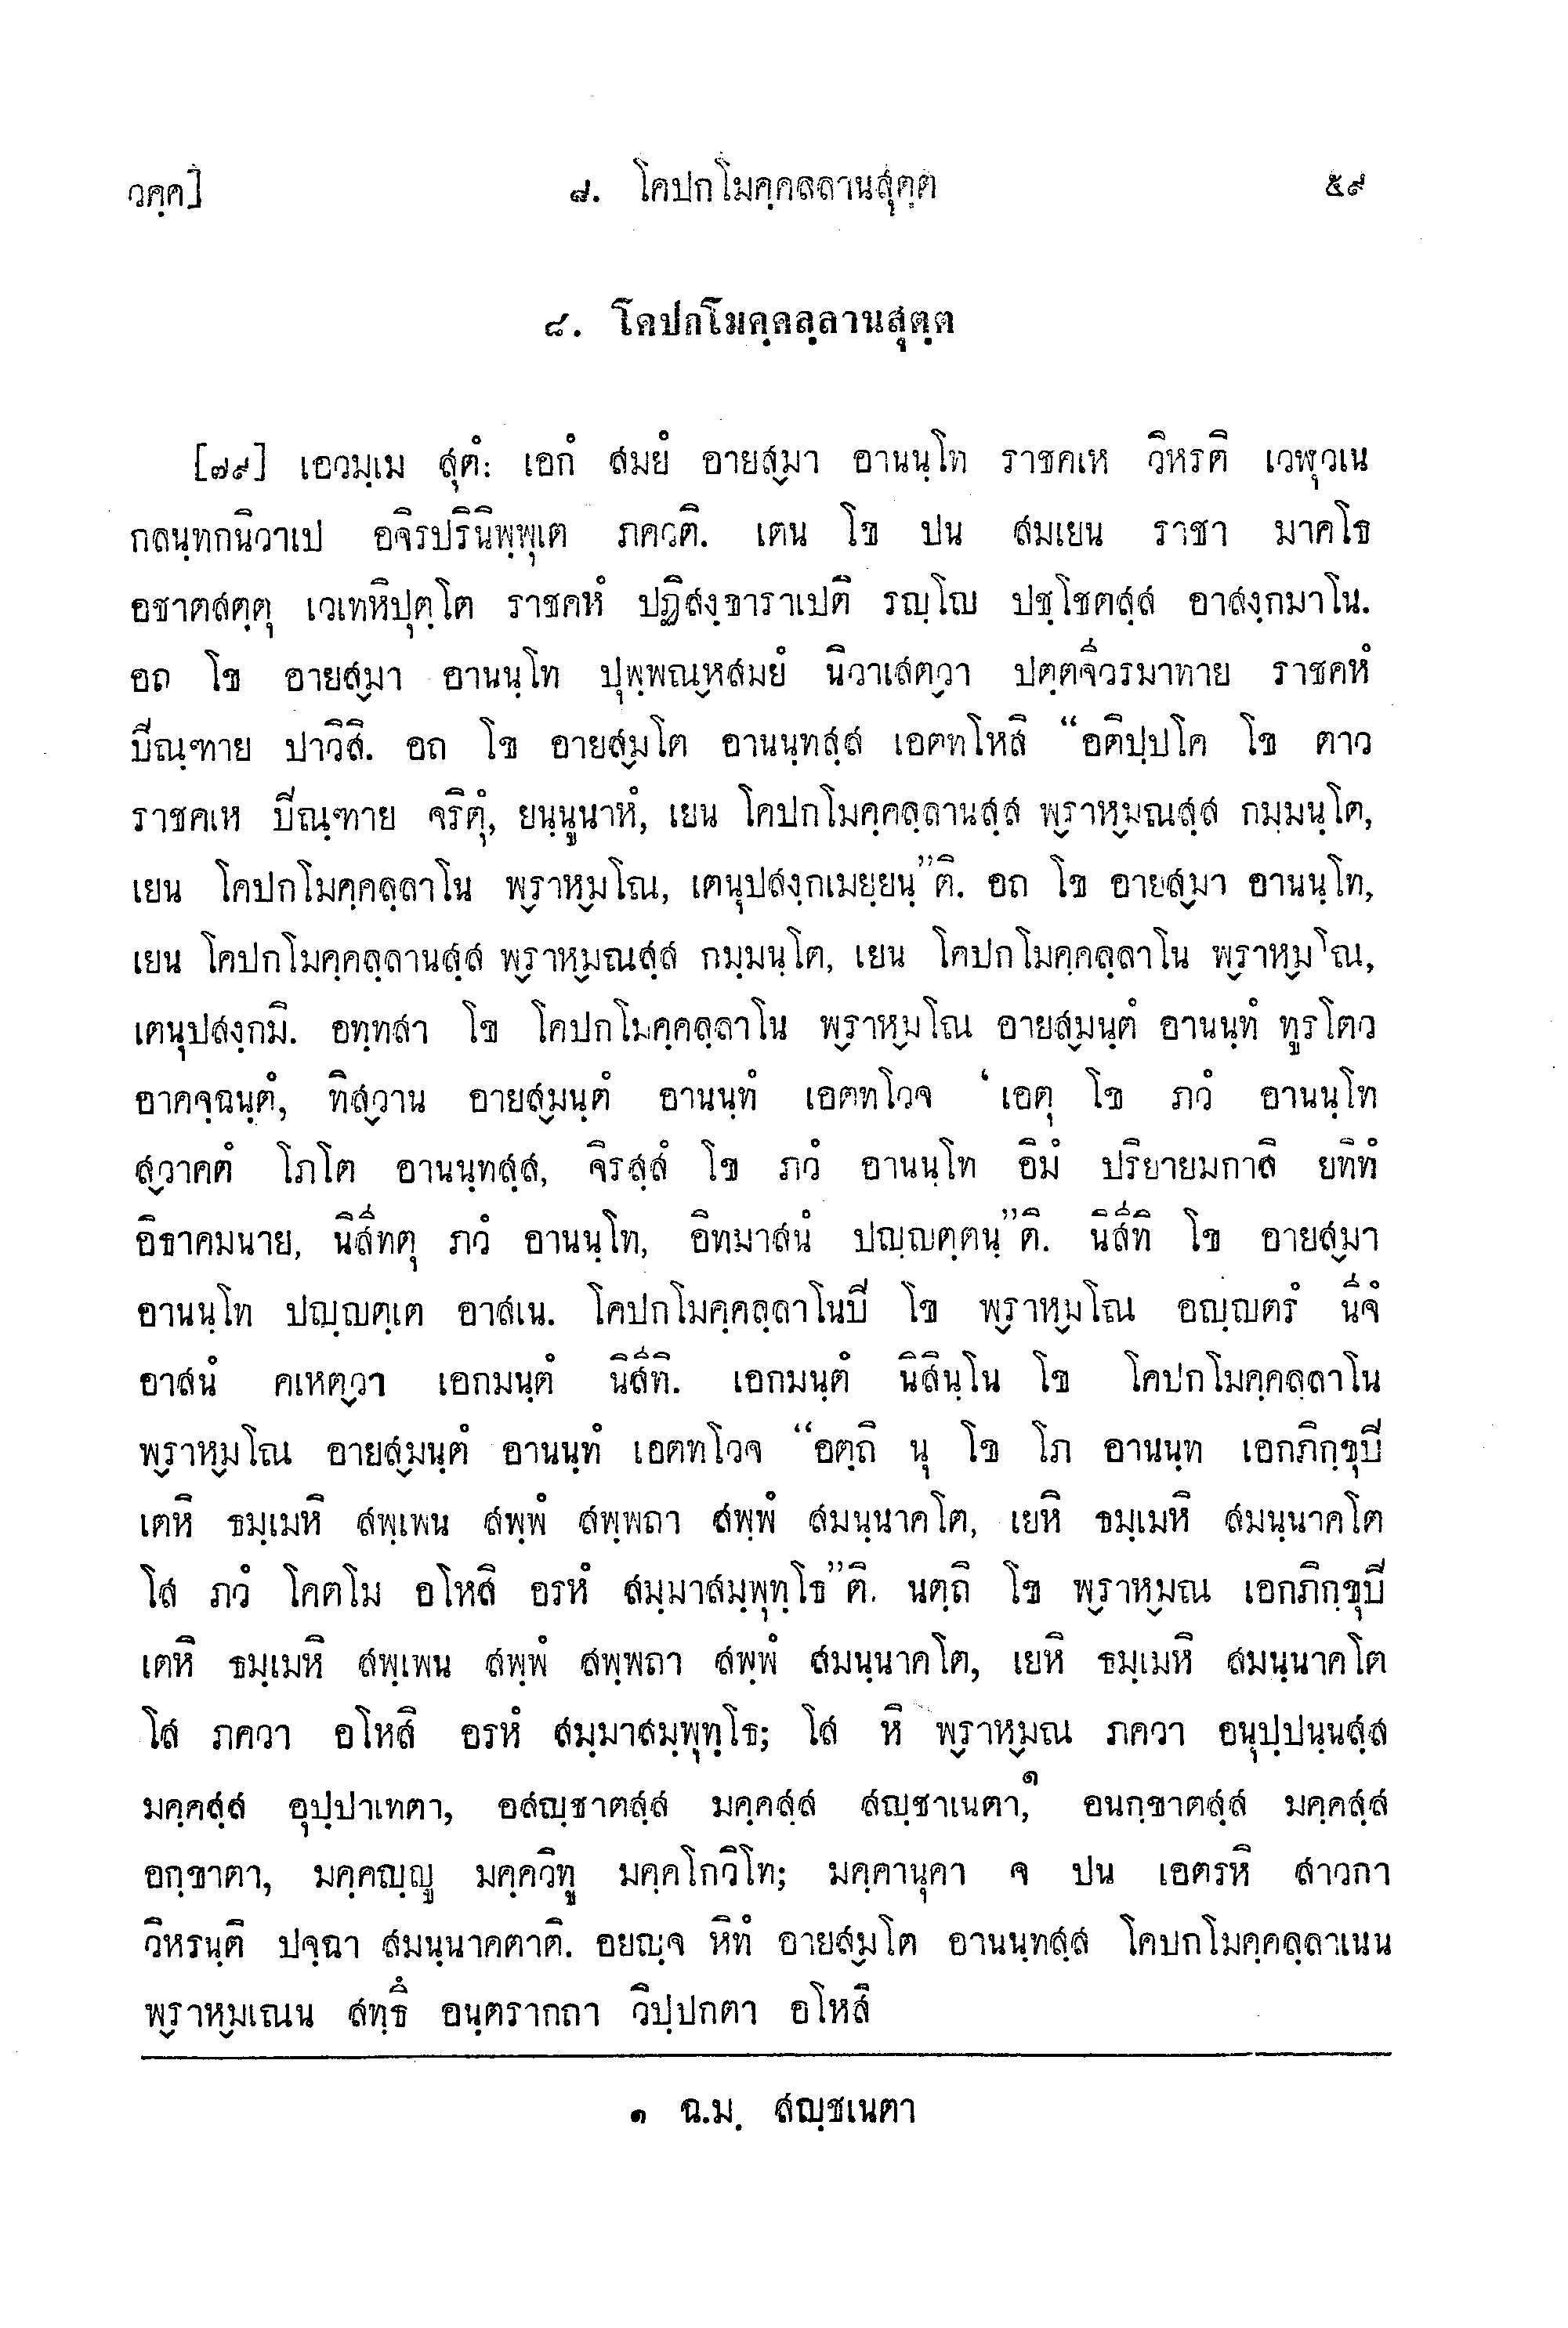 วคฺค]	๘. โคปกโมคฺคลลานสุตฺต	๕๙
๘. โคปกโมคฺคลฺลานสุตฺต
[๗๙] เอวมฺเม สุตํ: เอกํ สมยํ อายสฺมา อานนฺโท ราชคเห วิหรติ เวฬุวเน
กลนฺทกนิวาเป อจิรปรินิพฺพุเต ภควติ. เตน โข ปน สมเยน ราชา มาคโธ
อชาตสตฺตุ เวเทหิปุตฺโต ราชคหํ ปฏิสงฺขาราเปติ รญฺโญ ปชฺโชตสฺส อาสงฺกมาโน.
อถ โข อายสฺมา อานนฺโท ปุพฺพณฺหสมยํ นิวาเสตฺวา ปตฺตจีวรมาทาย ราชคหํ
ปิณฺฑาย ปาวิสิ. อถ โข อายสฺมโต อานนฺทสฺส เอตทโหสิ “อติปฺปโค โข ตาว
ราชคเห ปิณฺฑาย จริตุํ, ยนฺนูนาหํ, เยน โคปกโมคฺคลฺลานสฺส พฺราหฺมณสฺส กมฺมนฺโต,
เยน โคปกโมคฺคลฺลาโน พฺราหฺมโณ, เตนุปสงฺกเมยฺยนฺ”ติ. อถ โข อายสฺมา อานนฺโท,
เยน โคปกโมคฺคลฺลานสฺส พฺราหฺมณสฺส กมฺมนฺโต, เยน โคปกโมคฺคลฺลาโน พฺราหฺมโณ,
เตนุปสงฺกมิ. อทฺทสา โข โคปกโมคฺคลฺลาโน พฺราหฺมโณ อายสฺมนฺตํ อานนฺทํ ทูรโตว
อาคจฺฉนฺตํ, ทิสฺวาน อายสฺมนฺตํ อานนฺทํ เอตทโวจ ‘เอตุ โข ภวํ อานนฺโท
สฺวาคตํ โภโต อานนฺทสฺส, จิรสฺสํ โข ภวํ อานนฺโท อิมํ ปริยายมกาสิ ยทิทํ
อิธาคมนาย, นิสีทตุ ภวํ อานนฺโท, อิทมาสนํ ปญฺญตฺตนฺ”ติ. นิสีทิ โข อายสฺมา
อานนฺโท ปญฺญตฺเต อาสเน. โคปกโมคฺคลฺลาโนปิ โข พฺราหฺมโณ อญฺญตรํ นีจํ
อาสนํ คเหตฺวา เอกมนฺตํ นิสีทิ. เอกมนฺตํ นิสินฺโน โข โคปกโมคฺคลฺลาโน
พฺราหฺมโณ อายสฺมนฺตํ อานนฺทํ เอตทโวจ “อตฺถิ นุ โข โภ อานนฺท เอกภิกฺขุปิ
เตหิ ธมฺเมหิ สพฺเพน สพฺพํ สพฺพถา สพฺพํ สมนฺนาคโต, เยหิ ธมฺเมหิ สมนฺนาคโต
โส ภวํ โคตโม อโหสิ อรหํ สมฺมาสมฺพุทฺโธ”ติ. นตฺถิ โข พฺราหฺมณ เอกภิกฺขุปิ
เตหิ ธมฺเมหิ สพฺเพน สพฺพํ สพฺพถา สพฺพํ สมนฺนาคโต, เยหิ ธมฺเมหิ สมนฺนาคโต
โส ภควา อโหสิ อรหํ สมฺมาสมฺพุทฺโธ; โส หิ พฺราหฺมณ ภควา อนุปฺปนฺนสฺส
มคฺคสฺส อุปฺปาเทตา, อสญฺชาตสฺส มคฺคสฺส สญฺชาเนตา,๑ อนกฺขาตสฺส มคฺคสฺส
อกฺขาตา, มคฺคญฺญู มคฺควิทู มคฺคโกวิโท; มคฺคานุคา จ ปน เอตรหิ สาวกา
วิหรนฺติ ปจฺฉา สมนฺนาคตาติ. อยญฺจ หิทํ อายสฺมโต อานนฺทสฺส โคปกโมคฺคลฺลาเนน
พฺราหฺมเณน สทฺธึ อนฺตรากถา วิปฺปกตา อโหสิ
๑ ฉ.ม. สญฺชเนตา